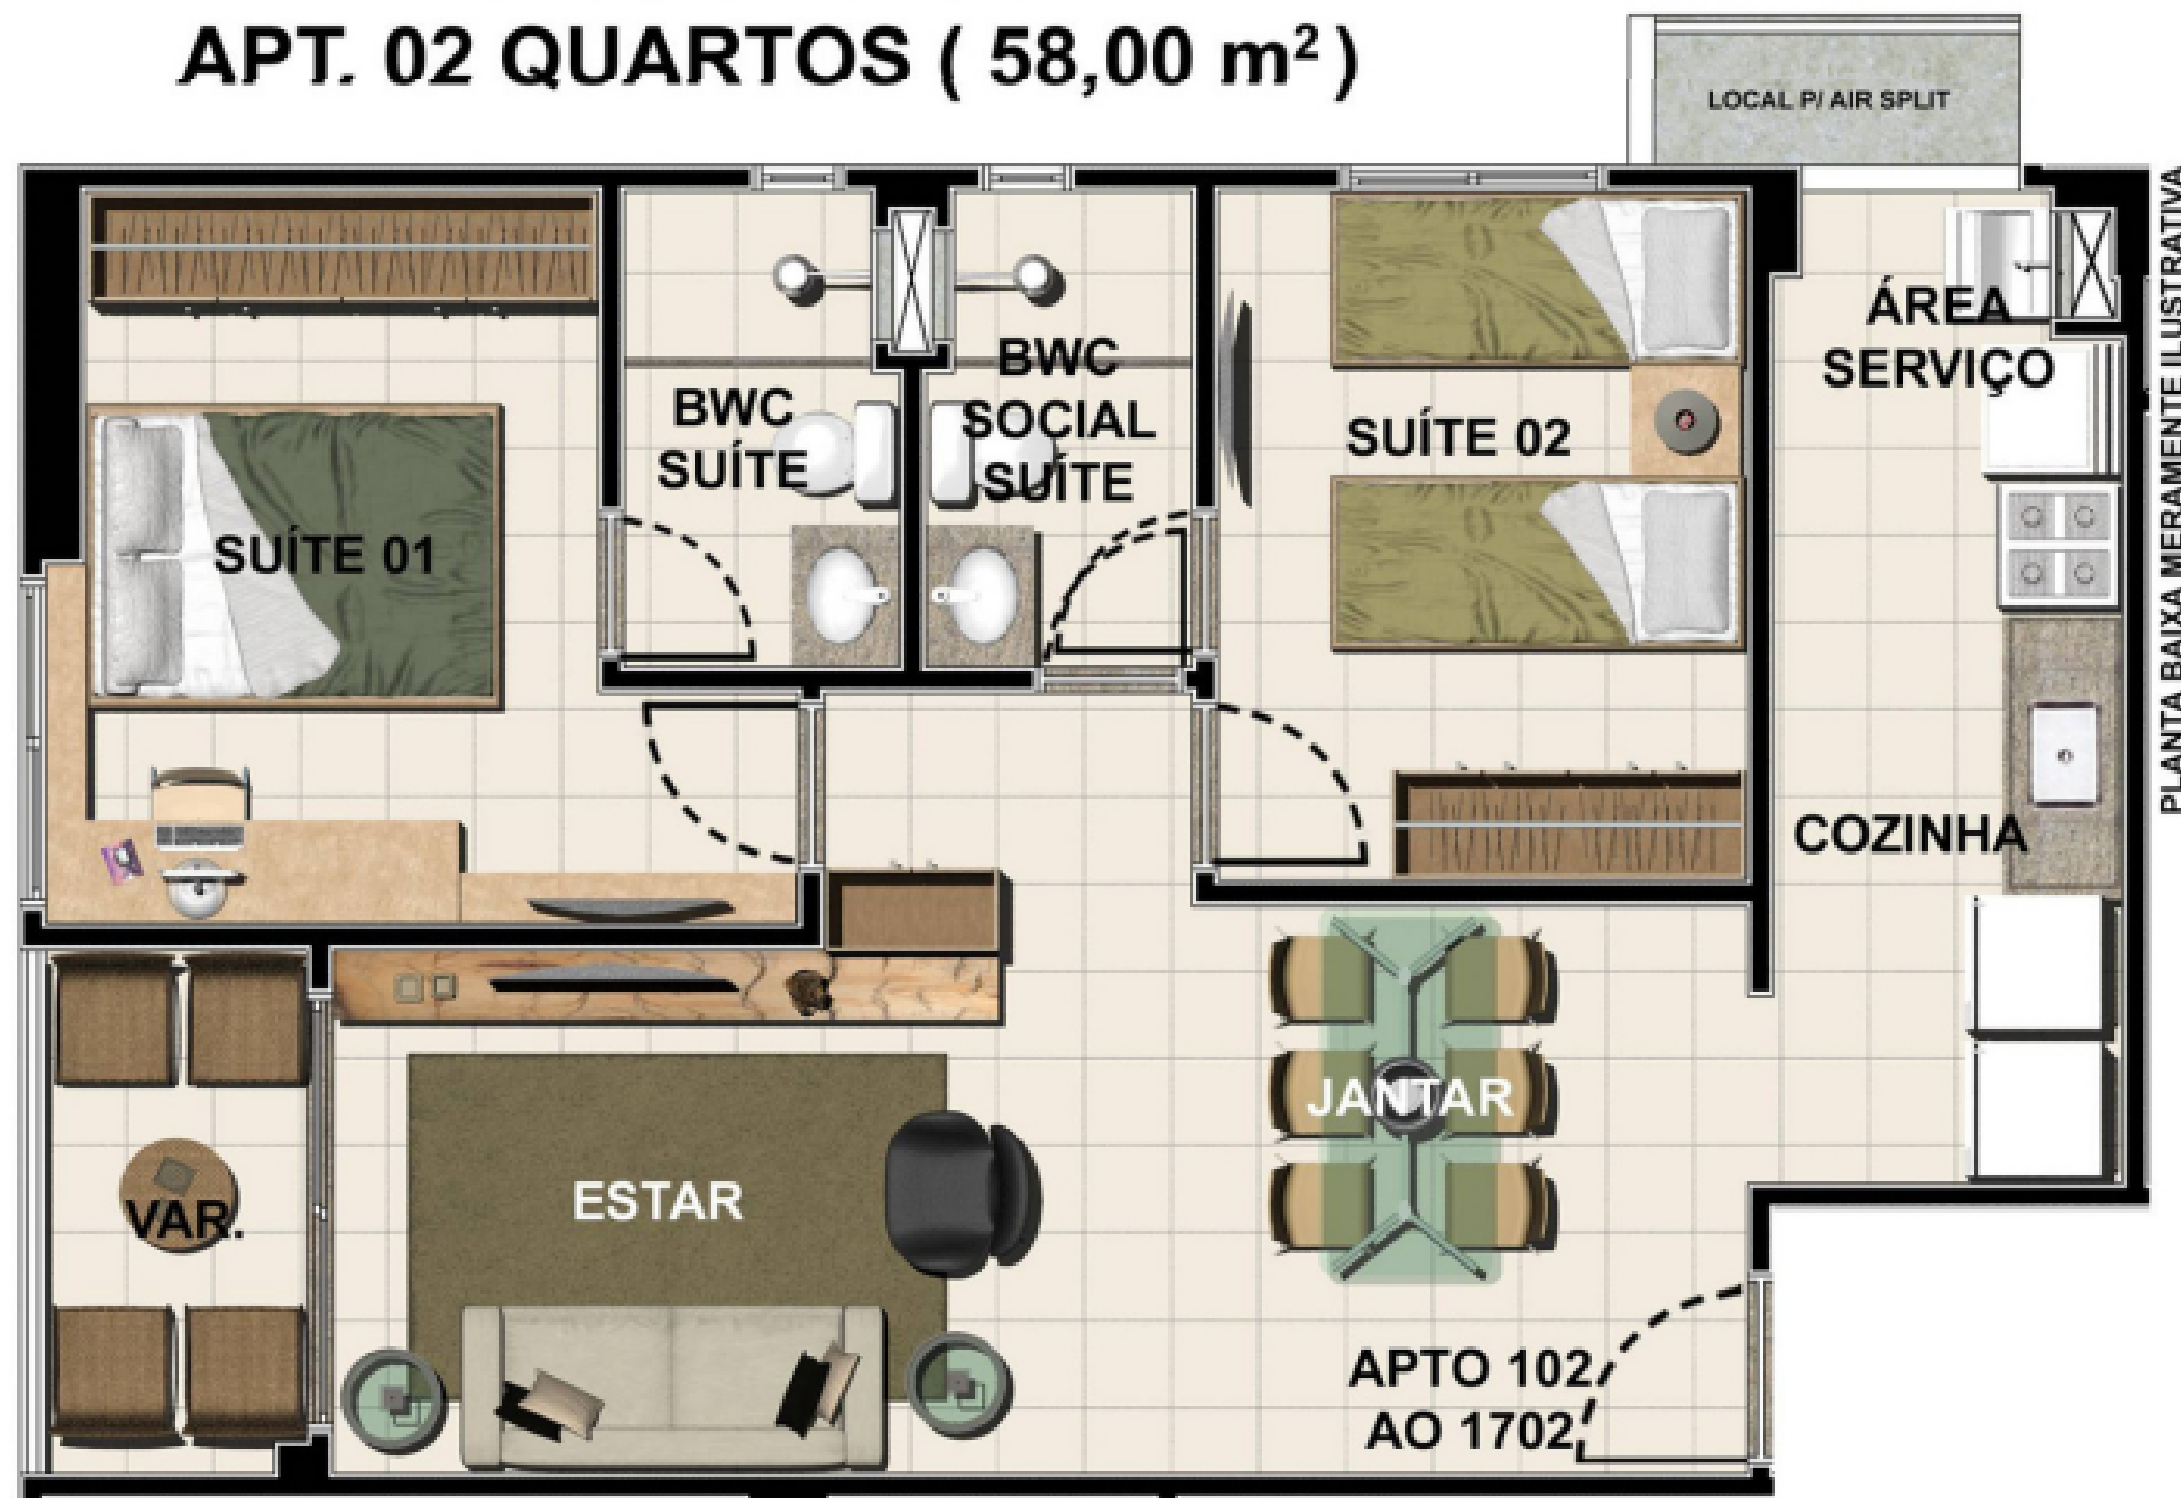 APT. 02 QUARTOS ( 58,00 m² )
LOCAL P/ AIR SPLIT
PLANTA BAIXA MERAMENTE ILUSTRATIVA
ÁREA
SERVIÇO
BWC
SUÍTE
BWC
SOCIAL
SUÍTE
SUÍTE 02
SUÍTE 01
COZINHA
JANTAR
ESTAR
VAR.
APTO 102
AO 1702